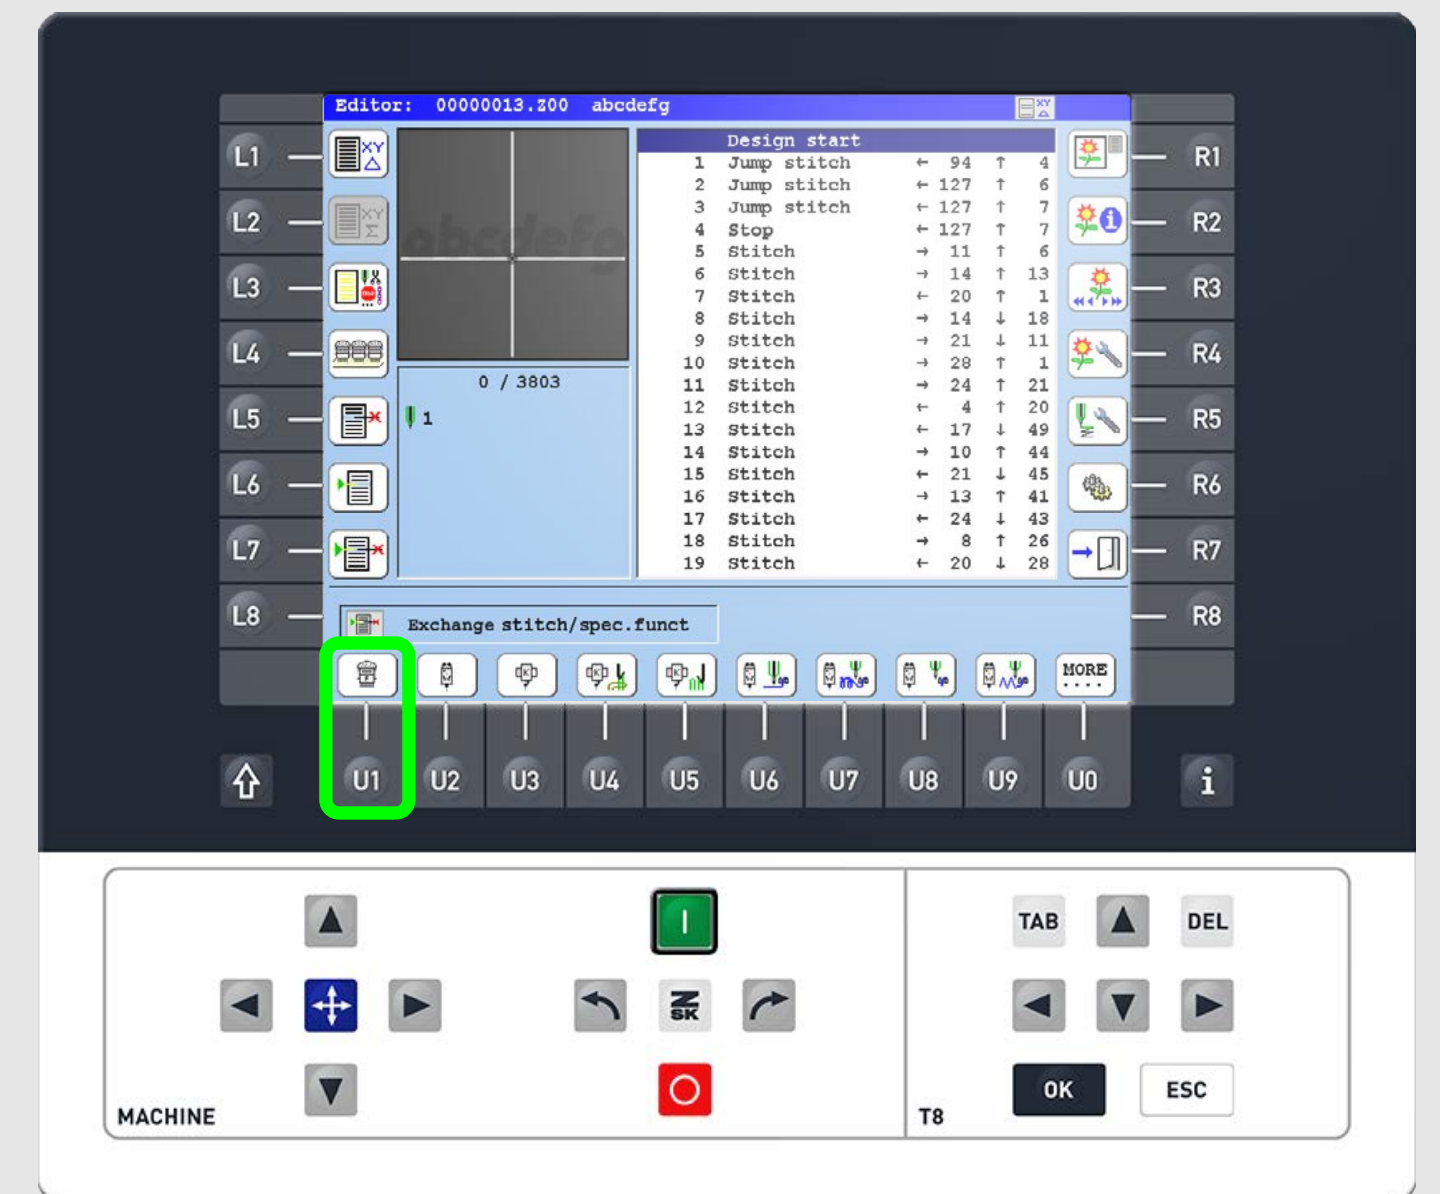 Editor: 00000013.Z00 abcdefg
L1
XY
Design start
R1
1 Jump stitch ← 94 ↑ 4
2 Jump stitch ← 127 ↑ 6
L2
XY
Σ
3 Jump stitch ← 127 ↑ 7
R2
4 Stop ← 127 ↑ 7
abcdefg
5 Stitch → 11 ↑ 6
6 Stitch → 14 ↑ 13
L3
7 Stitch ← 20 ↑ 1
R3
8 Stitch → 14 ↓ 18
9 Stitch → 21 ↓ 11
L4
10 Stitch → 28 ↑ 1
R4
0 / 3803
11 Stitch → 24 ↑ 21
12 Stitch ← 4 ↑ 20
L5
1
13 Stitch ← 17 ↓ 49
R5
14 Stitch → 10 ↑ 44
15 Stitch ← 21 ↓ 45
L6
16 Stitch → 13 ↑ 41
R6
17 Stitch ← 24 ↓ 43
18 Stitch → 8 ↑ 26
L7
19 Stitch ← 20 ↓ 28
R7
L8
Exchange stitch/spec.funct
R8
MORE
....
U1 U2 U3 U4 U5 U6 U7 U8 U9 U0
i
TAB DEL
ZSK
OK ESC
MACHINE
T8